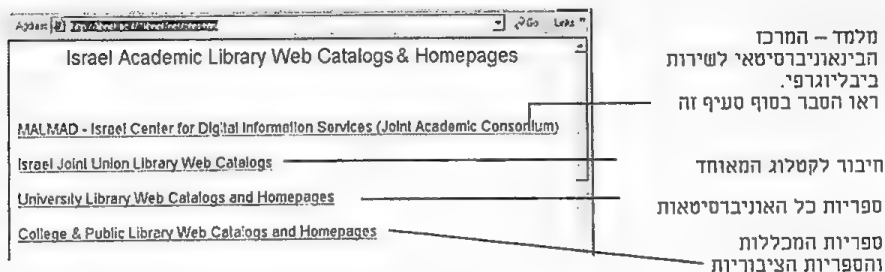 Address
Go Links
Israel Academic Library Web Catalogs & Homepages
MALMAD - Israel Center for Digital Information Services (Joint Academic Consortium)
Israel Joint Union Library Web Catalogs
University Library Web Catalogs and Homepages
College & Public Library Web Catalogs and Homepages
מלמד – המרכז
הבינאוניברסיטאי לשירות
ביבליוגרפי.
ראו הסבר בסוף סעיף זה
חיבור לקטלוג המאוחד
ספריות כל האוניברסיטאות
ספריות המכללות
והספריות הציבוריות